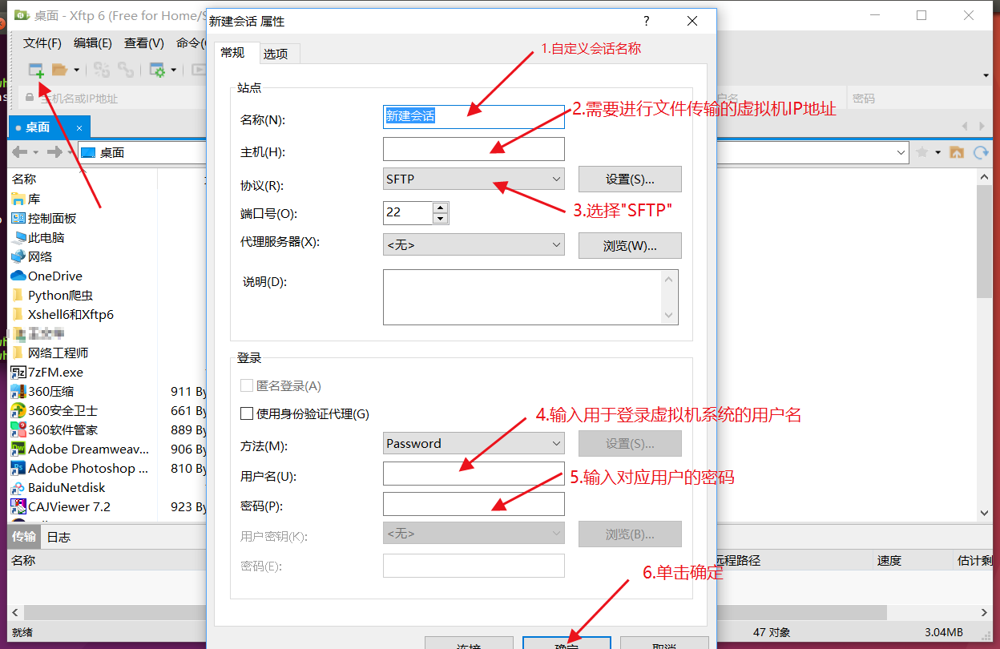 桌面 - Xftp 6 (Free for Home/S
文件(F) 编辑(E) 查看(V) 命令(
主机名或IP地址
密码
桌面
桌面
名称
库
控制面板
此电脑
网络
OneDrive
Python爬虫
Xshell6和Xftp6
网络工程师
7zFM.exe
360压缩 911 By
360安全卫士 661 By
360软件管家 889 By
Adobe Dreamweav... 906 By
Adobe Photoshop ... 810 By
BaiduNetdisk
CAJViewer 7.2 923 By
传输 日志
名称
远程路径 速度 估计剩
就绪
47 对象 3.04MB
新建会话 属性
常规 选项
1.自定义会话名称
站点
名称(N): 新建会话
2.需要进行文件传输的虚拟机IP地址
主机(H):
协议(R): SFTP 设置(S)...
3.选择"SFTP"
端口号(O): 22
代理服务器(X): <无> 浏览(W)...
说明(D):
登录
匿名登录(A)
使用身份验证代理(G)
4.输入用于登录虚拟机系统的用户名
方法(M): Password 设置(S)...
用户名(U):
5.输入对应用户的密码
密码(P):
用户密钥(K): <无> 浏览(B)...
密码(E):
6.单击确定
连接 确定 取消